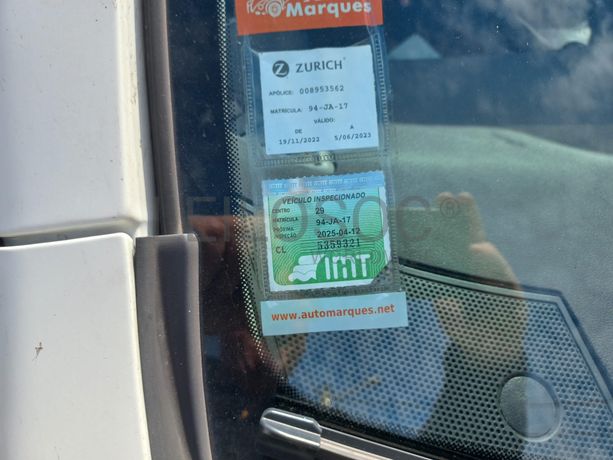 Marques
ZURICH
APÓLICE: 008953562
MATRÍCULA: 94-JA-17
VÁLIDO:
DE A
19/11/2022 5/06/2023
VEÍCULO INSPECIONADO
CENTRO 29
MATRÍCULA 94-JA-17
PRÓXIMA INSPEÇÃO 2025-04-12
CL 5359321
IMT
www.automarques.net